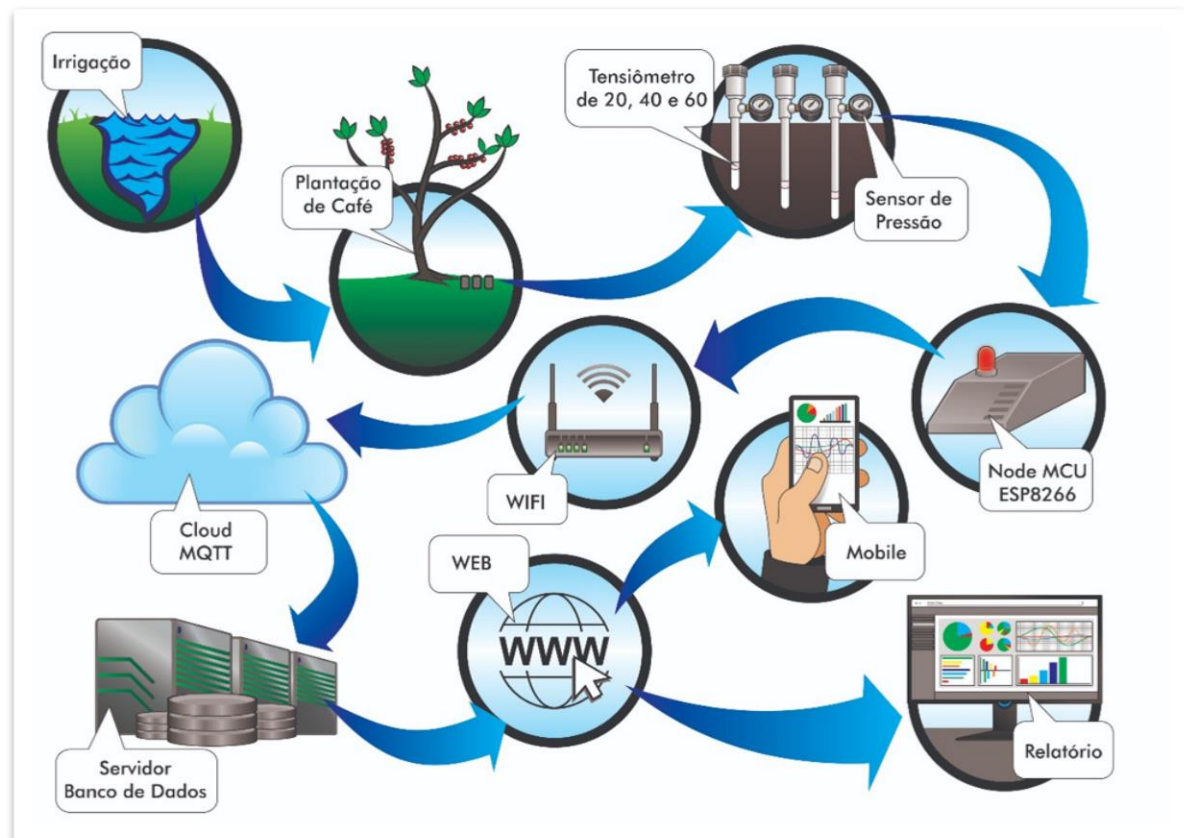 Irrigação
Plantação
de Café
Tensiômetro
de 20, 40 e 60
Sensor de
Pressão
Node MCU
ESP8266
WIFI
Cloud
MQTT
Servidor
Banco de Dados
WEB
WWW
Mobile
Relatório